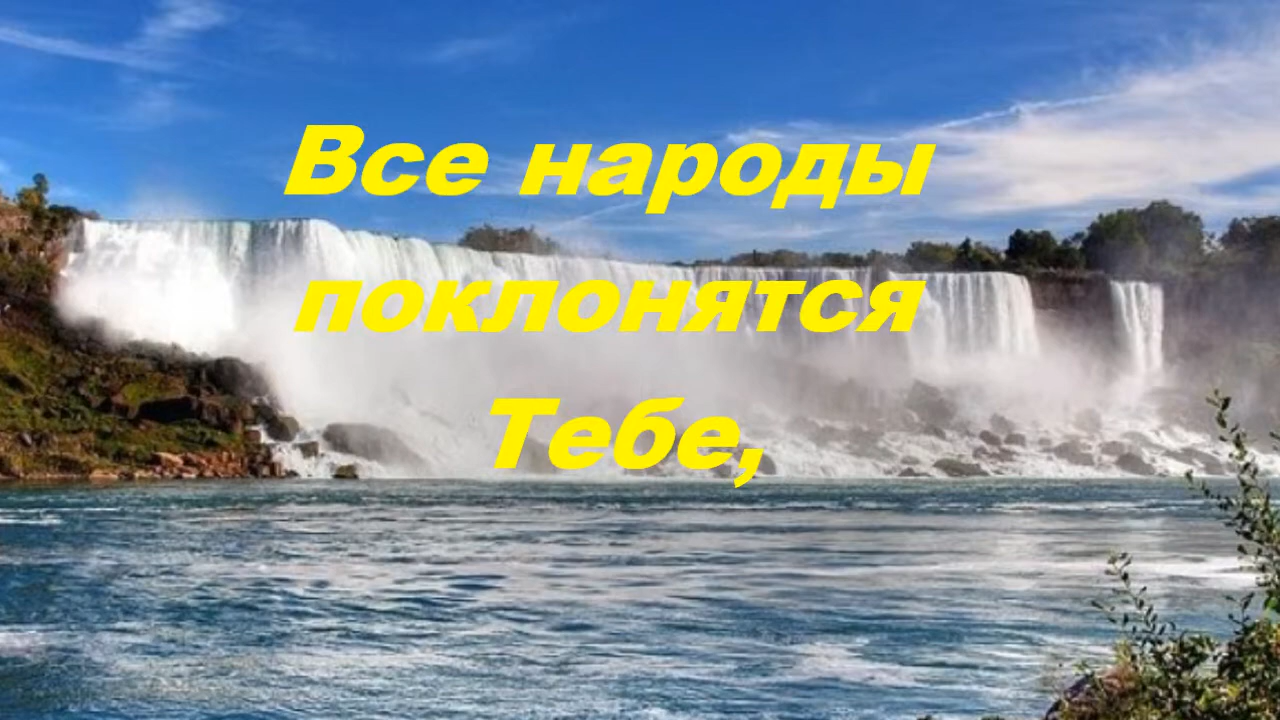 Все народы
поклонятся
Тебе,